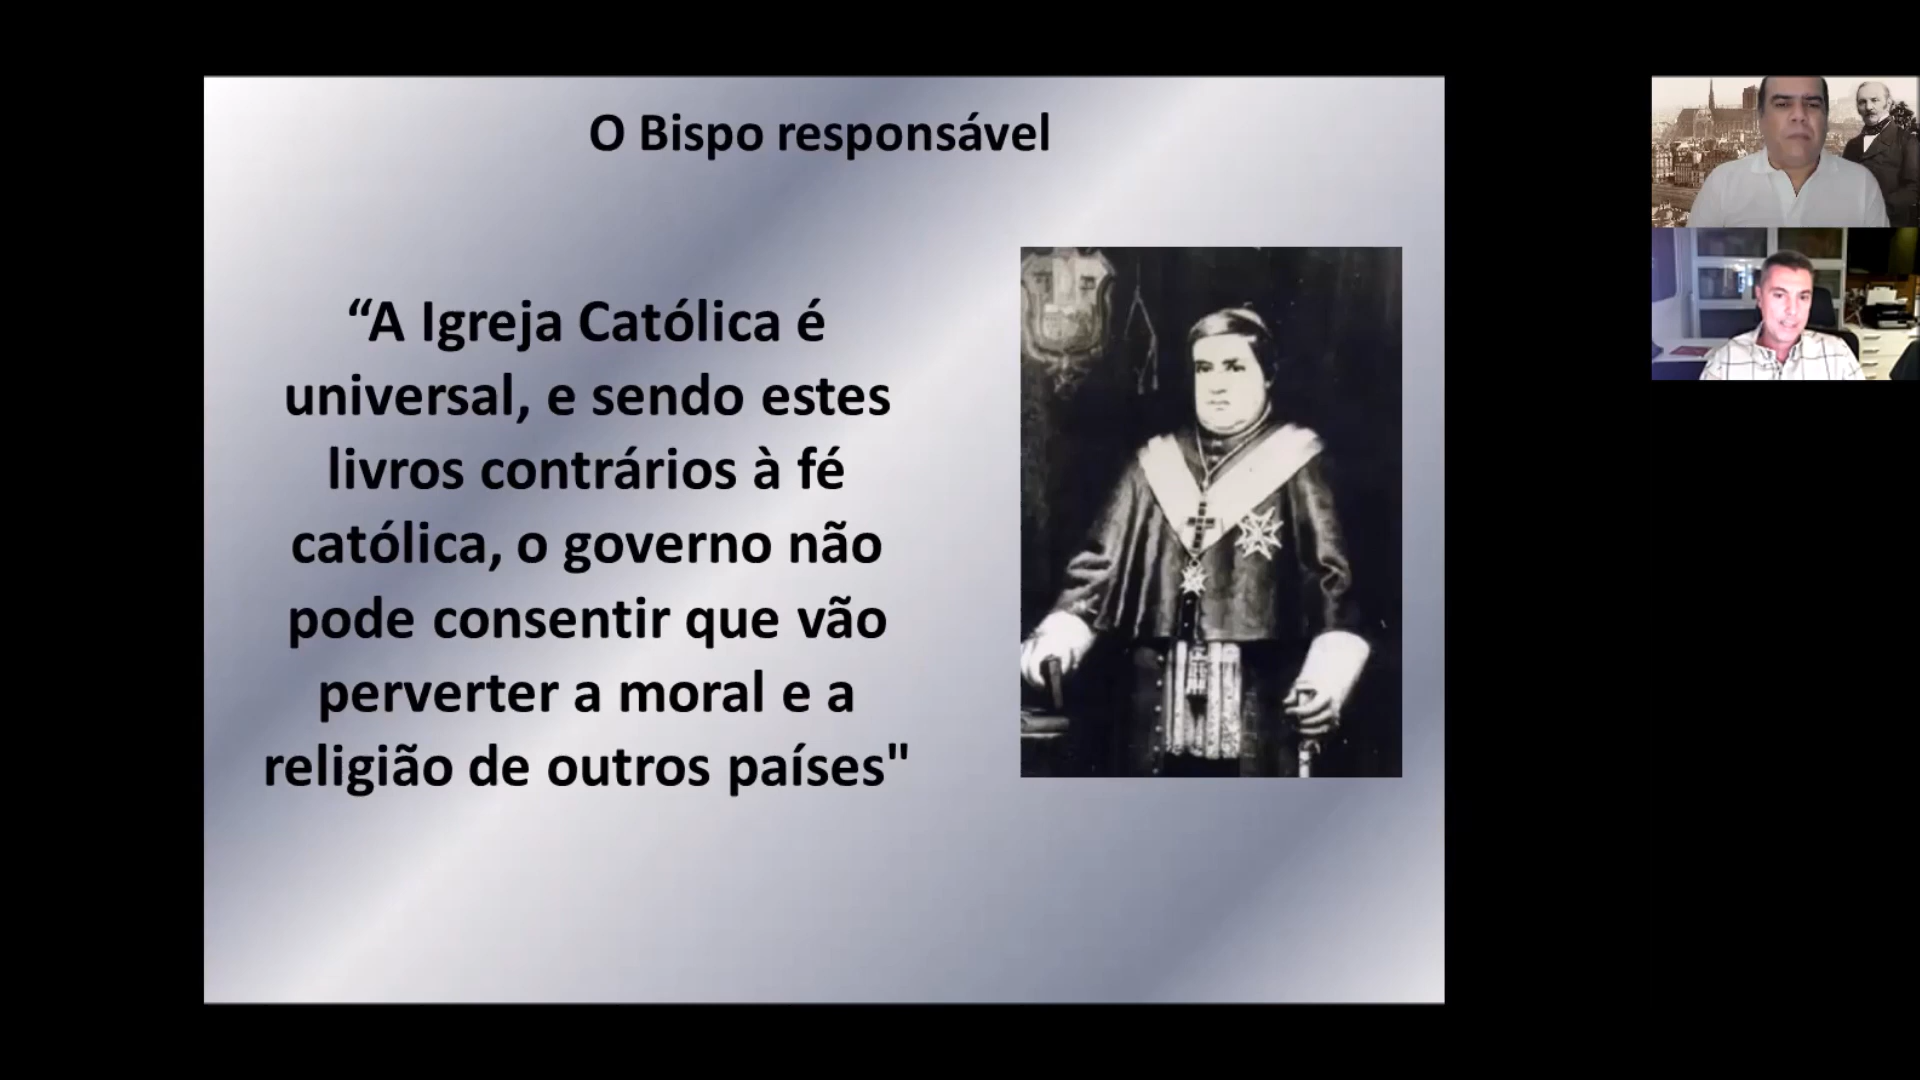 O Bispo responsável
“A Igreja Católica é
universal, e sendo estes
livros contrários à fé
católica, o governo não
pode consentir que vão
perverter a moral e a
religião de outros países"